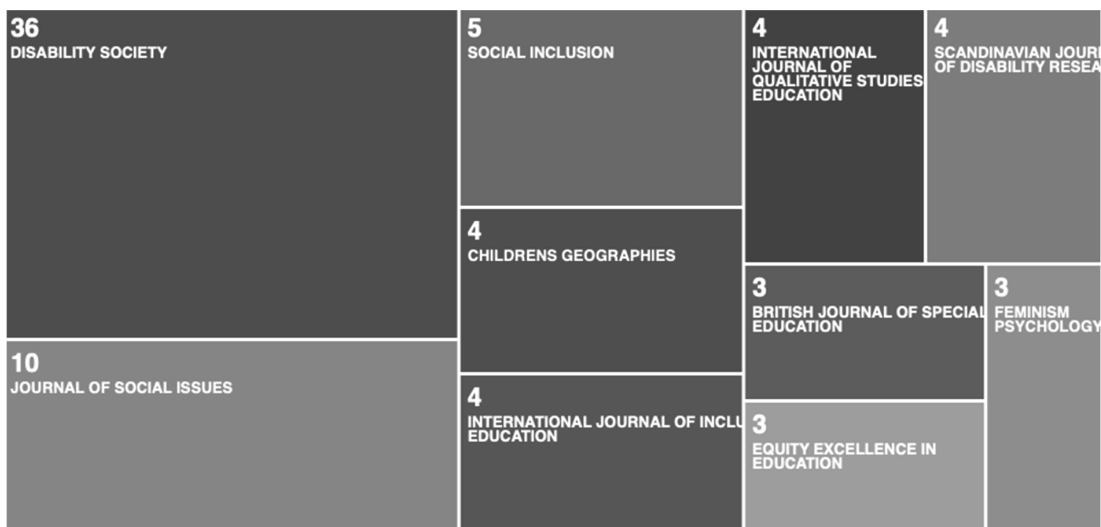 36
DISABILITY SOCIETY
10
JOURNAL OF SOCIAL ISSUES
5
SOCIAL INCLUSION
4
CHILDRENS GEOGRAPHIES
4
INTERNATIONAL JOURNAL OF INCLU
EDUCATION
4
INTERNATIONAL
JOURNAL OF
QUALITATIVE STUDIES
EDUCATION
4
SCANDINAVIAN JOUR
OF DISABILITY RESEA
3
BRITISH JOURNAL OF SPECIAL
EDUCATION
3
FEMINISM
PSYCHOLOGY
3
EQUITY EXCELLENCE IN
EDUCATION